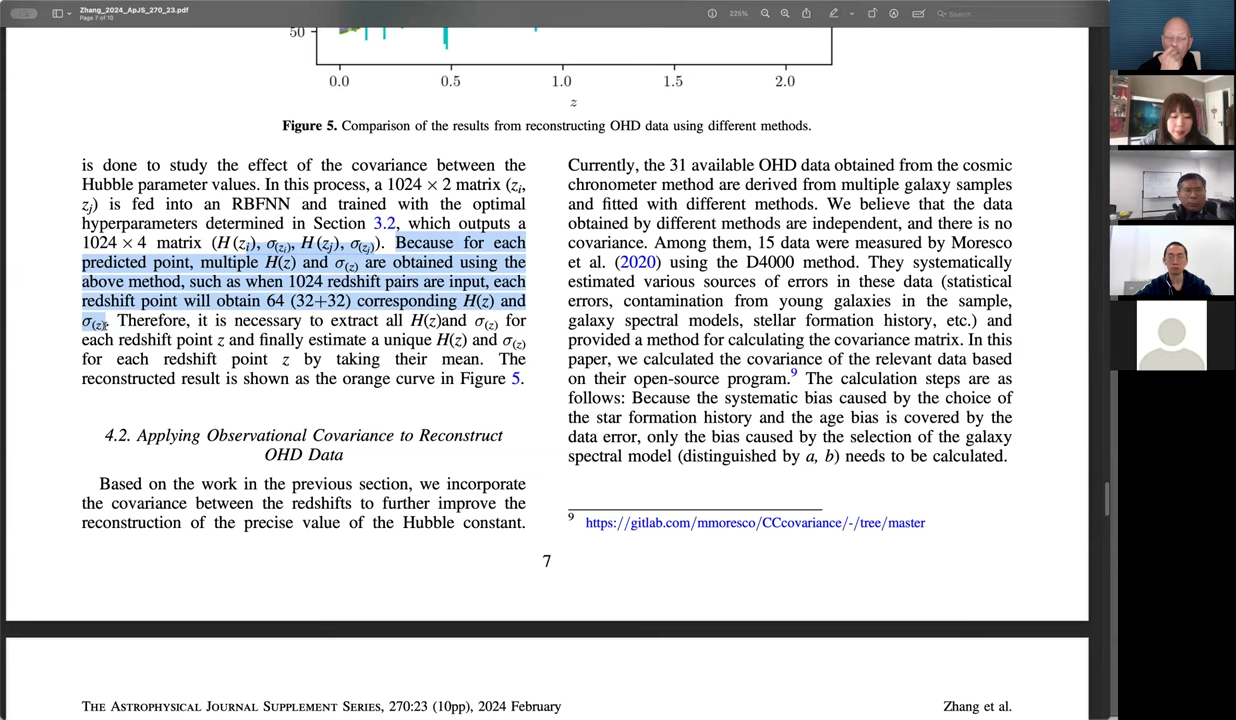 Zhang_2024_ApJS_270_23.pdf
Page 7 of 10
226%
Search
50
0.0 0.5 1.0 1.5 2.0
z
Figure 5. Comparison of the results from reconstructing OHD data using different methods.
is done to study the effect of the covariance between the
Hubble parameter values. In this process, a 1024 × 2 matrix (zi,
zj) is fed into an RBFNN and trained with the optimal
hyperparameters determined in Section 3.2, which outputs a
1024 × 4 matrix (H(zi), σ(zi), H(zj), σ(zj)). Because for each
predicted point, multiple H(z) and σ(z) are obtained using the
above method, such as when 1024 redshift pairs are input, each
redshift point will obtain 64 (32+32) corresponding H(z) and
σ(z). Therefore, it is necessary to extract all H(z)and σ(z) for
each redshift point z and finally estimate a unique H(z) and σ(z)
for each redshift point z by taking their mean. The
reconstructed result is shown as the orange curve in Figure 5.
4.2. Applying Observational Covariance to Reconstruct
OHD Data
Based on the work in the previous section, we incorporate
the covariance between the redshifts to further improve the
reconstruction of the precise value of the Hubble constant.
Currently, the 31 available OHD data obtained from the cosmic
chronometer method are derived from multiple galaxy samples
and fitted with different methods. We believe that the data
obtained by different methods are independent, and there is no
covariance. Among them, 15 data were measured by Moresco
et al. (2020) using the D4000 method. They systematically
estimated various sources of errors in these data (statistical
errors, contamination from young galaxies in the sample,
galaxy spectral models, stellar formation history, etc.) and
provided a method for calculating the covariance matrix. In this
paper, we calculated the covariance of the relevant data based
on their open-source program.9 The calculation steps are as
follows: Because the systematic bias caused by the choice of
the star formation history and the age bias is covered by the
data error, only the bias caused by the selection of the galaxy
spectral model (distinguished by a, b) needs to be calculated.
9 https://gitlab.com/mmoresco/CCcovariance/-/tree/master
7
THE ASTROPHYSICAL JOURNAL SUPPLEMENT SERIES, 270:23 (10pp), 2024 February
Zhang et al.